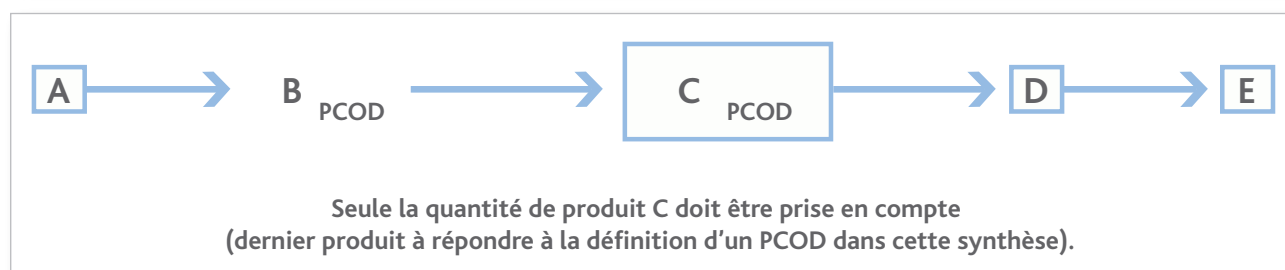 A B PCOD C PCOD D E
Seule la quantité de produit C doit être prise en compte
(dernier produit à répondre à la définition d’un PCOD dans cette synthèse).